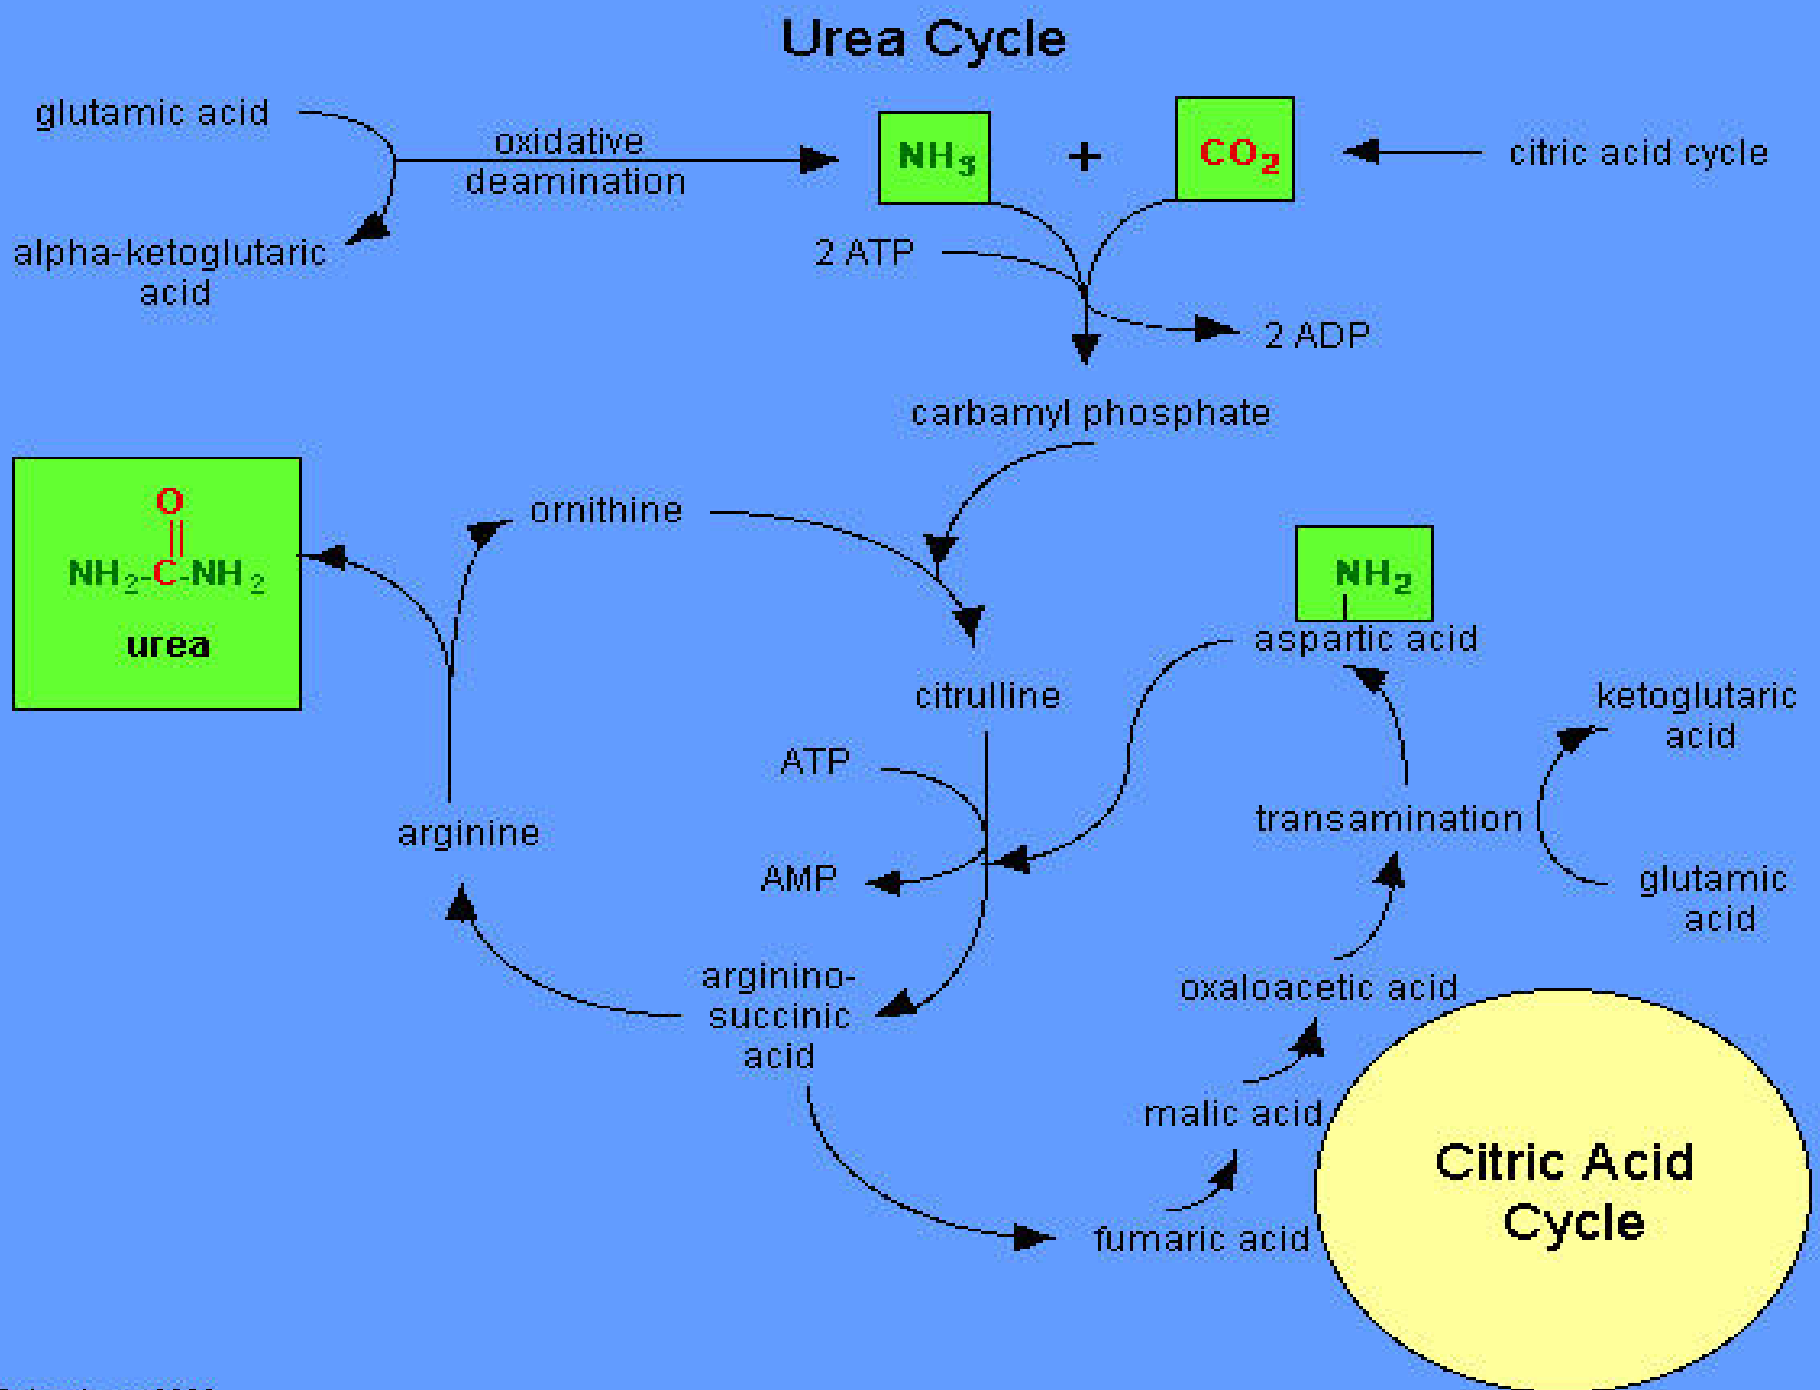 Urea Cycle
glutamic acid
oxidative
deamination
NH3
+
CO2
citric acid cycle
alpha-ketoglutaric
acid
2 ATP
2 ADP
carbamyl phosphate
O
NH2-C-NH2
urea
ornithine
NH2
aspartic acid
citrulline
ketoglutaric
acid
ATP
transamination
arginine
AMP
glutamic
acid
arginino-
succinic
acid
oxaloacetic acid
malic acid
fumaric acid
Citric Acid
Cycle